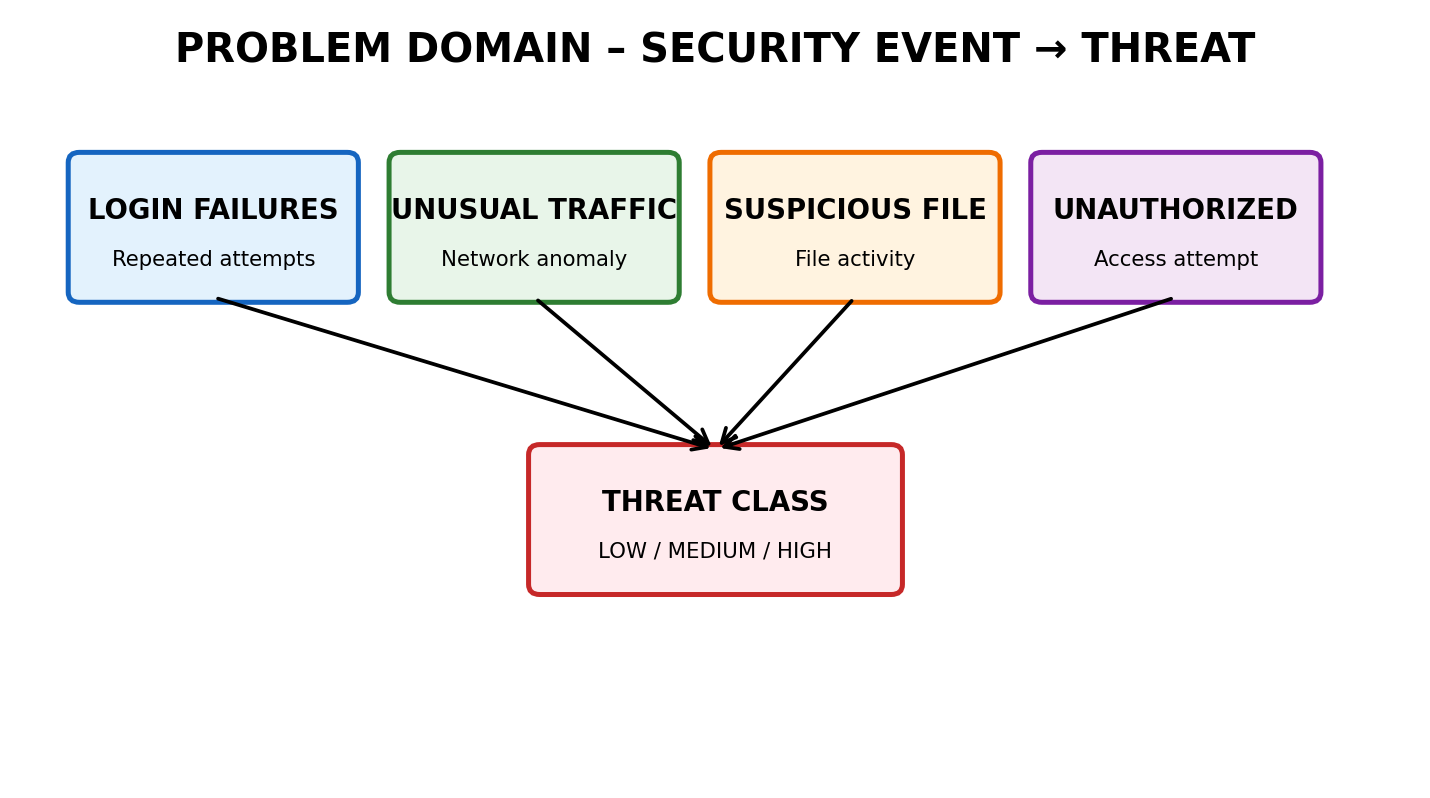 PROBLEM DOMAIN – SECURITY EVENT → THREAT
LOGIN FAILURES
Repeated attempts
UNUSUAL TRAFFIC
Network anomaly
SUSPICIOUS FILE
File activity
UNAUTHORIZED
Access attempt
THREAT CLASS
LOW / MEDIUM / HIGH